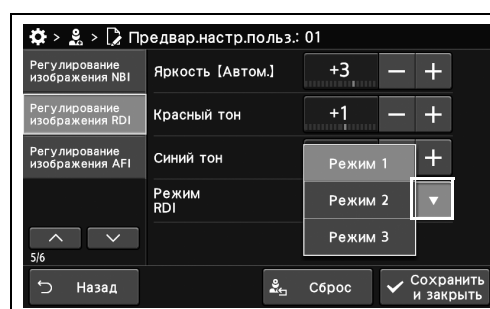 > > Предвар.настр.польз.: 01
Регулирование
изображения NBI
Яркость【Автом.】
+3
Регулирование
изображения RDI
Красный тон
+1
Регулирование
изображения AFI
Синий тон
Режим
RDI
Режим 1
Режим 2
Режим 3
5/6
Назад
Сброс
Сохранить
и закрыть